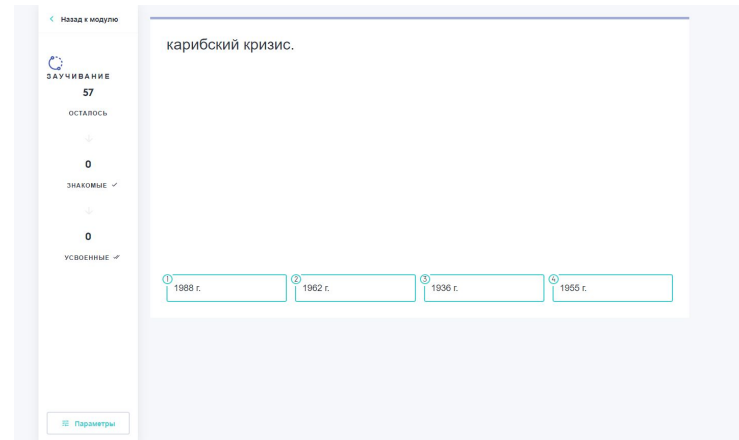 Назад к модулю
ЗАУЧИВАНИЕ
57
ОСТАЛОСЬ
0
ЗНАКОМЫЕ
0
УСВОЕННЫЕ
Параметры
карибский кризис.
1 1988 г.
2 1962 г.
3 1936 г.
4 1955 г.